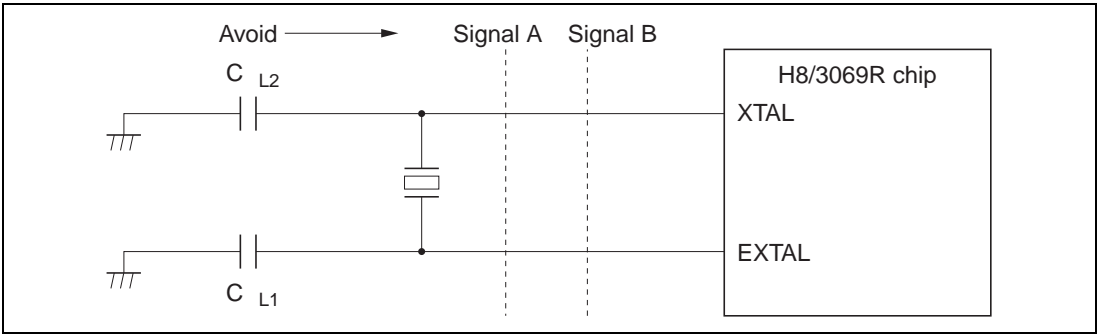 Avoid
Signal A
Signal B
C L2
H8/3069R chip
XTAL
EXTAL
C L1